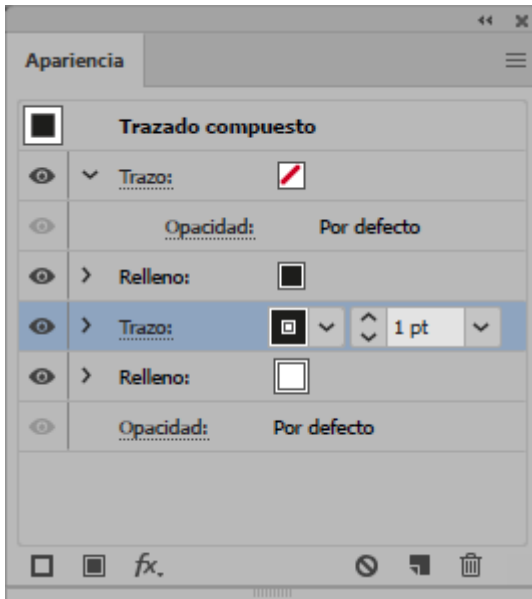 Apariencia
Trazado compuesto
Trazo:
Opacidad: Por defecto
Relleno:
Trazo: 1 pt
Relleno:
Opacidad: Por defecto
fx.